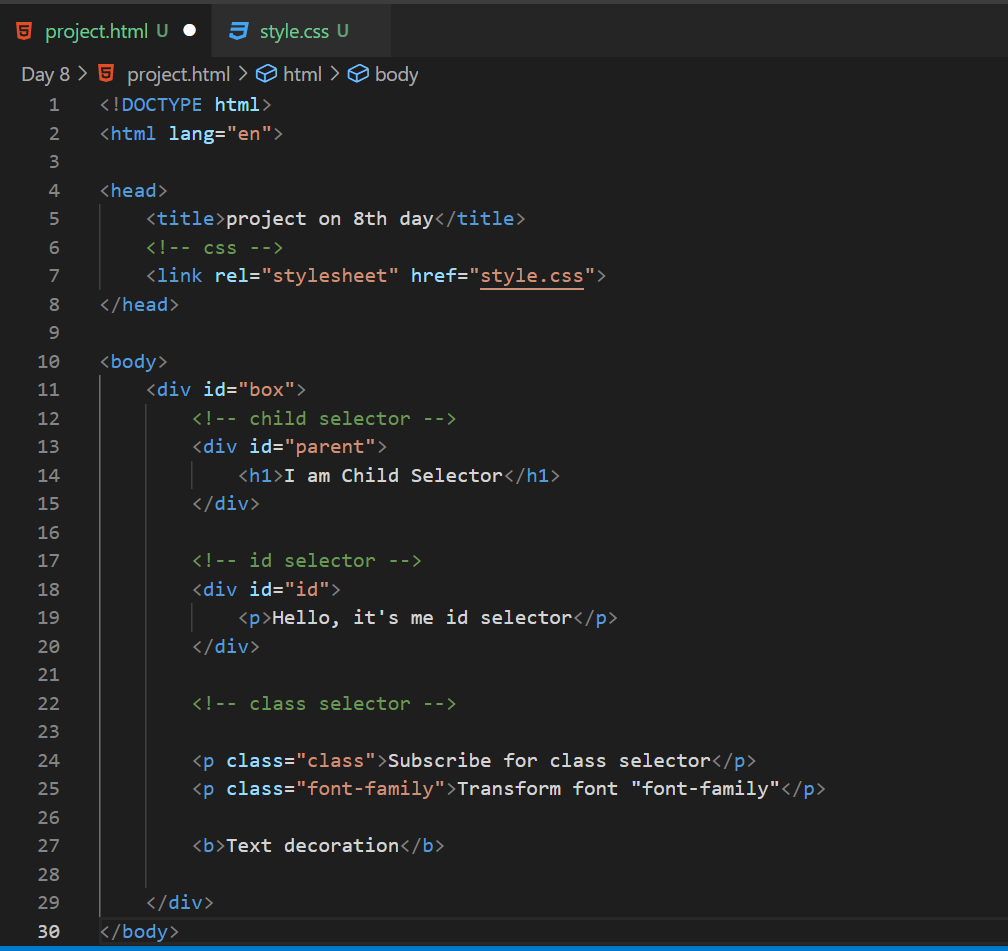 project.html U ● style.css U
Day 8 > project.html > html > body
1 <!DOCTYPE html>
2 <html lang="en">
3
4 <head>
5     <title>project on 8th day</title>
6     <!-- css -->
7     <link rel="stylesheet" href="style.css">
8 </head>
9
10 <body>
11     <div id="box">
12         <!-- child selector -->
13         <div id="parent">
14             <h1>I am Child Selector</h1>
15         </div>
16
17         <!-- id selector -->
18         <div id="id">
19             <p>Hello, it's me id selector</p>
20         </div>
21
22         <!-- class selector -->
23
24         <p class="class">Subscribe for class selector</p>
25         <p class="font-family">Transform font "font-family"</p>
26
27         <b>Text decoration</b>
28
29     </div>
30 </body>